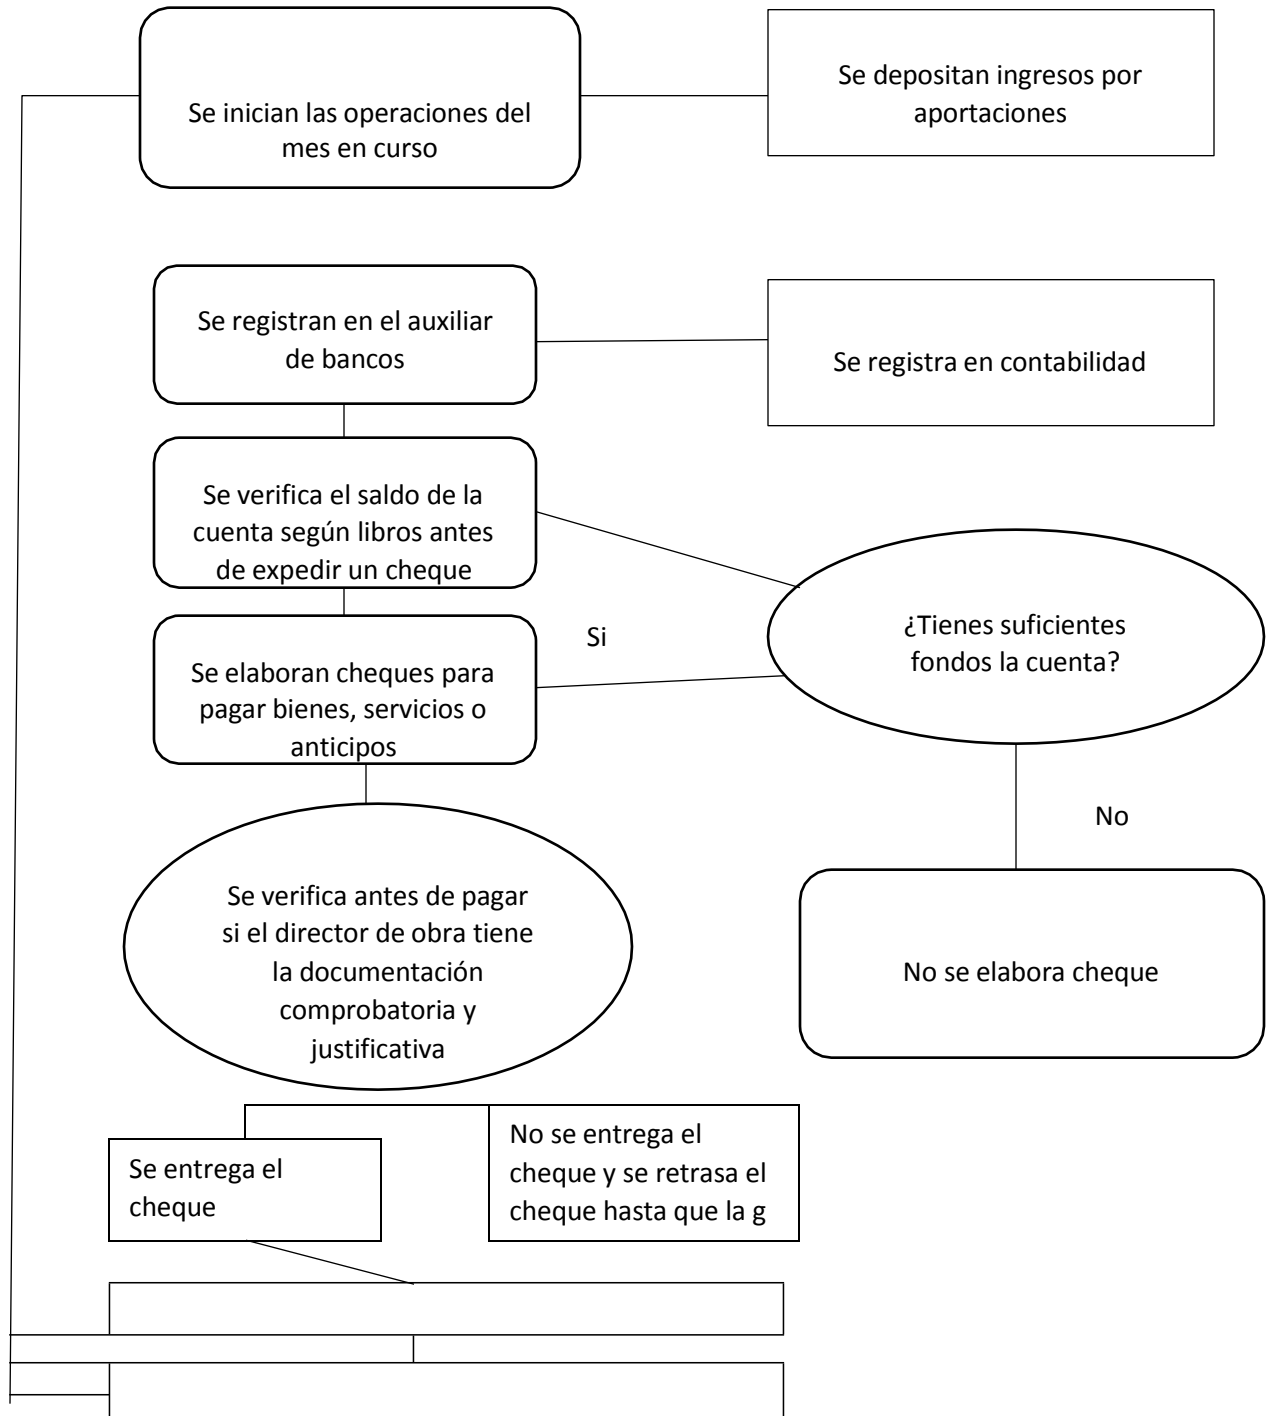 Se inician las operaciones del
mes en curso
Se depositan ingresos por
aportaciones
Se registran en el auxiliar
de bancos
Se registra en contabilidad
Se verifica el saldo de la
cuenta según libros antes
de expedir un cheque
¿Tienes suficientes
fondos la cuenta?
Si
Se elaboran cheques para
pagar bienes, servicios o
anticipos
No
Se verifica antes de pagar
si el director de obra tiene
la documentación
comprobatoria y
justificativa
No se elabora cheque
Se entrega el
cheque
No se entrega el
cheque y se retrasa el
cheque hasta que la g